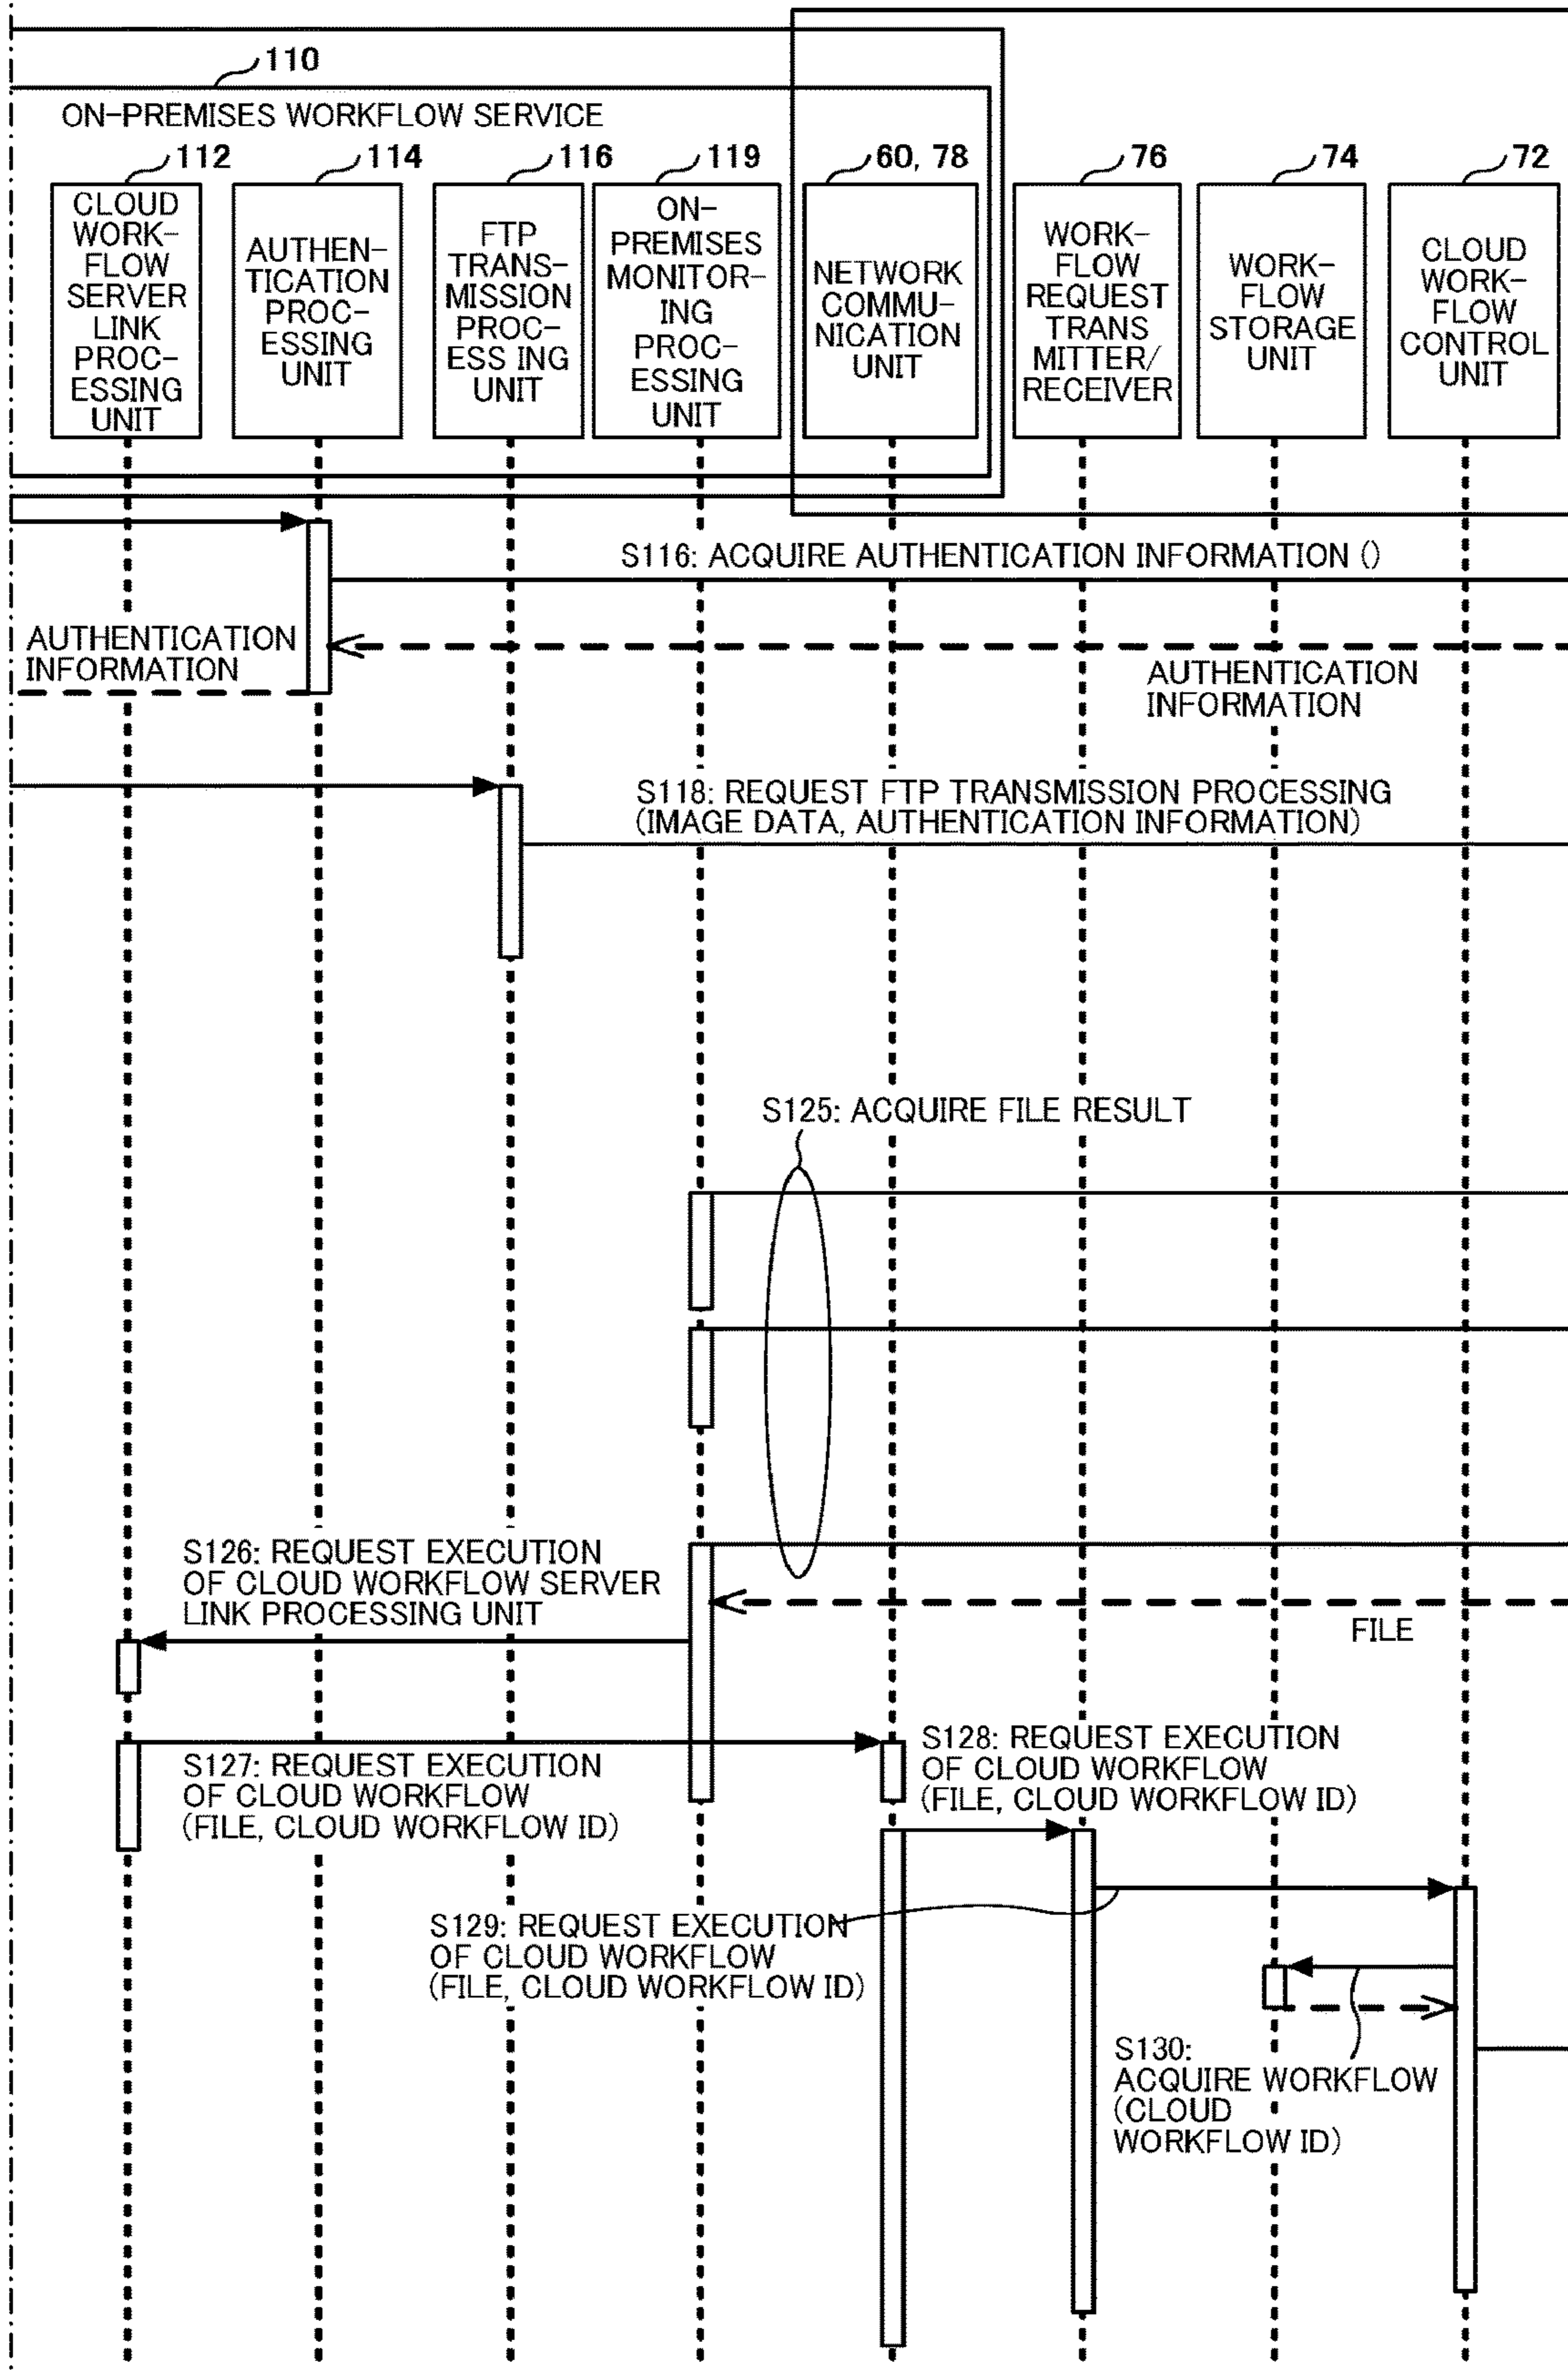 110
ON-PREMISES WORKFLOW SERVICE
112
114
116
119
60, 78
76
74
72
CLOUD
WORK-
FLOW
SERVER
LINK
PROC-
ESSING
UNIT
AUTHEN-
TICATION
PROC-
ESSING
UNIT
FTP
TRANS-
MISSION
PROC-
ESS ING
UNIT
ON-
PREMISES
MONITOR-
ING
PROC-
ESSING
UNIT
NETWORK
COMMU-
NICATION
UNIT
WORK-
FLOW
REQUEST
TRANS
MITTER/
RECEIVER
WORK-
FLOW
STORAGE
UNIT
CLOUD
WORK-
FLOW
CONTROL
UNIT
S116: ACQUIRE AUTHENTICATION INFORMATION ()
AUTHENTICATION
INFORMATION
AUTHENTICATION
INFORMATION
S118: REQUEST FTP TRANSMISSION PROCESSING
(IMAGE DATA, AUTHENTICATION INFORMATION)
S125: ACQUIRE FILE RESULT
S126: REQUEST EXECUTION
OF CLOUD WORKFLOW SERVER
LINK PROCESSING UNIT
FILE
S127: REQUEST EXECUTION
OF CLOUD WORKFLOW
(FILE, CLOUD WORKFLOW ID)
S128: REQUEST EXECUTION
OF CLOUD WORKFLOW
(FILE, CLOUD WORKFLOW ID)
S129: REQUEST EXECUTION
OF CLOUD WORKFLOW
(FILE, CLOUD WORKFLOW ID)
S130:
ACQUIRE WORKFLOW
(CLOUD
WORKFLOW ID)